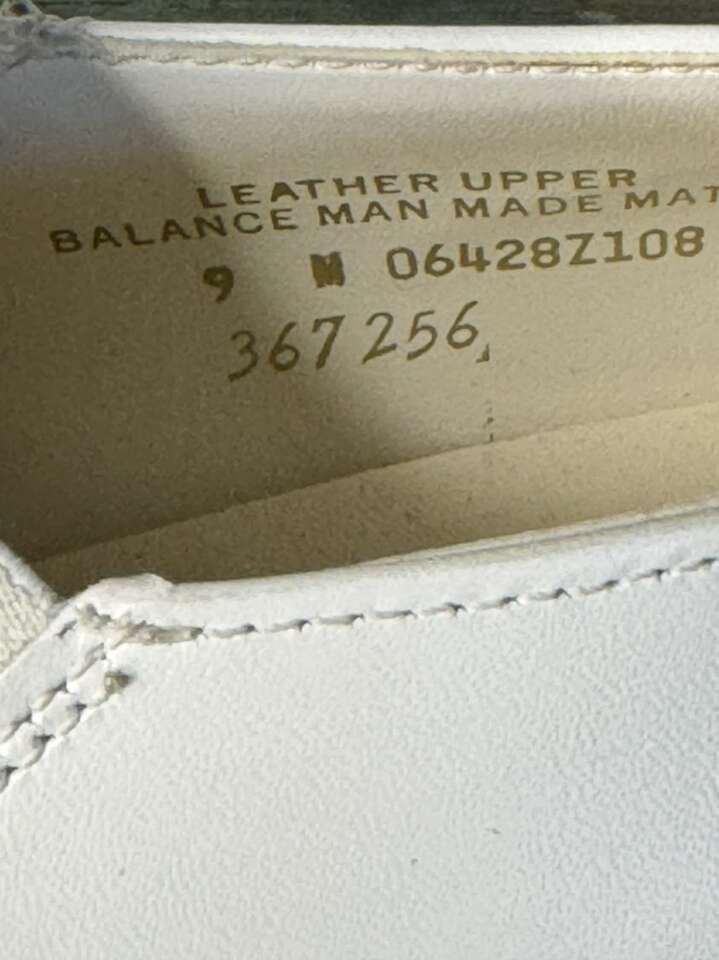 LEATHER UPPER
BALANCE MAN MADE MAT
9 M 06428Z108
367256